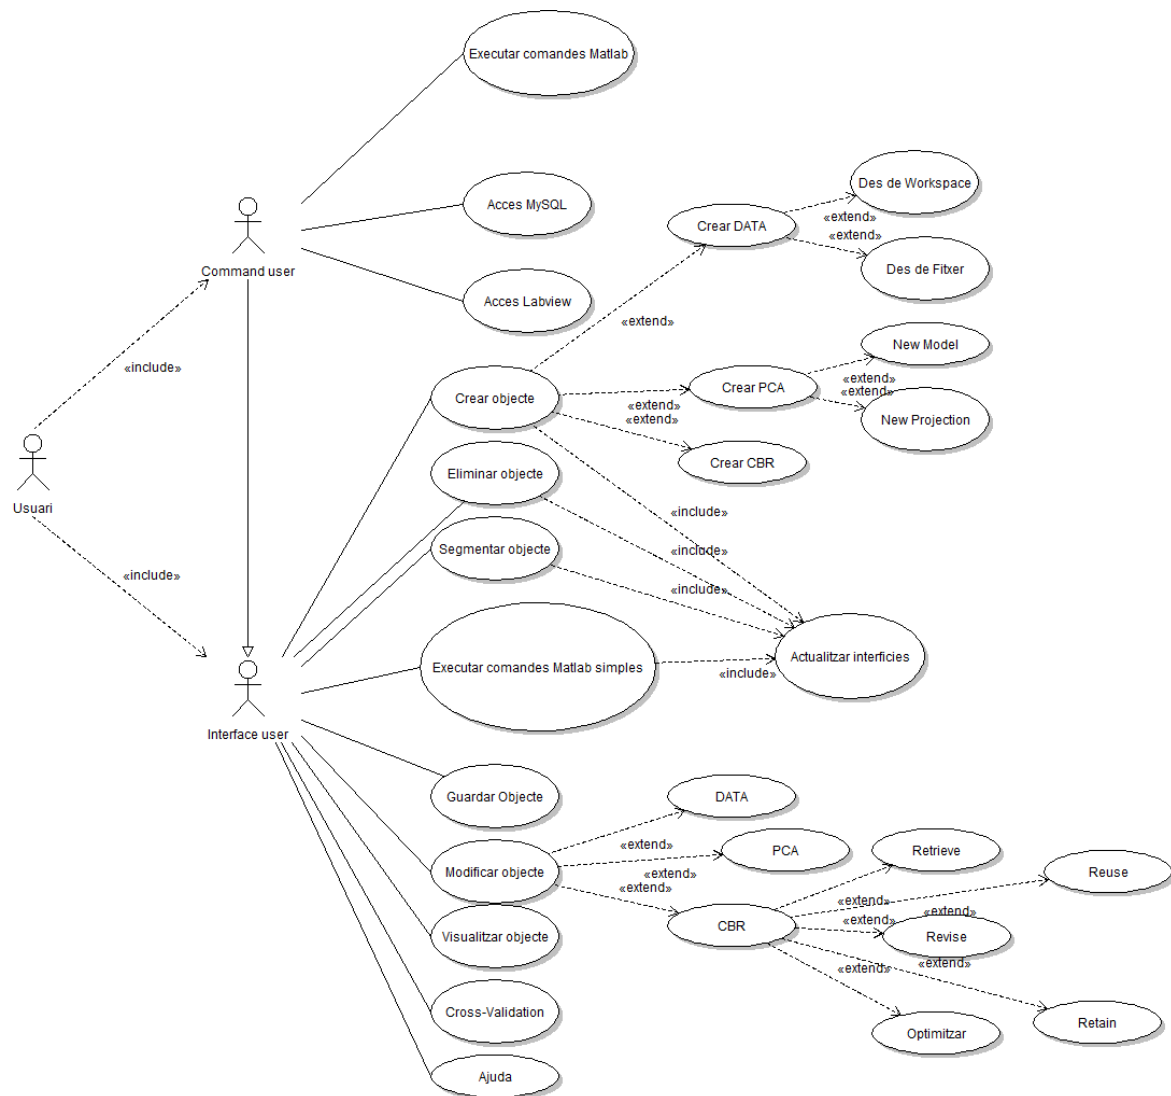 Executar comandes Matlab
Des de Workspace
Acces MySQL
«extend»
Crear DATA
«extend»
Command user
Des de Fitxer
Acces Labview
«extend»
New Model
«include»
Crear objecte
Crear PCA
«extend»
«extend»
«extend»
«extend»
New Projection
Crear CBR
Eliminar objecte
Usuari
«include»
Segmentar objecte
«include»
«include»
«include»
Executar comandes Matlab simples
Actualitzar interficies
«include»
Interface user
Guardar Objecte
DATA
«extend»
PCA
Retrieve
Modificar objecte
«extend»
Reuse
«extend»
«extend»
«extend»
CBR
«extend»
Visualitzar objecte
Revise
«extend»
«extend»
Cross-Validation
Optimitzar
Retain
Ajuda